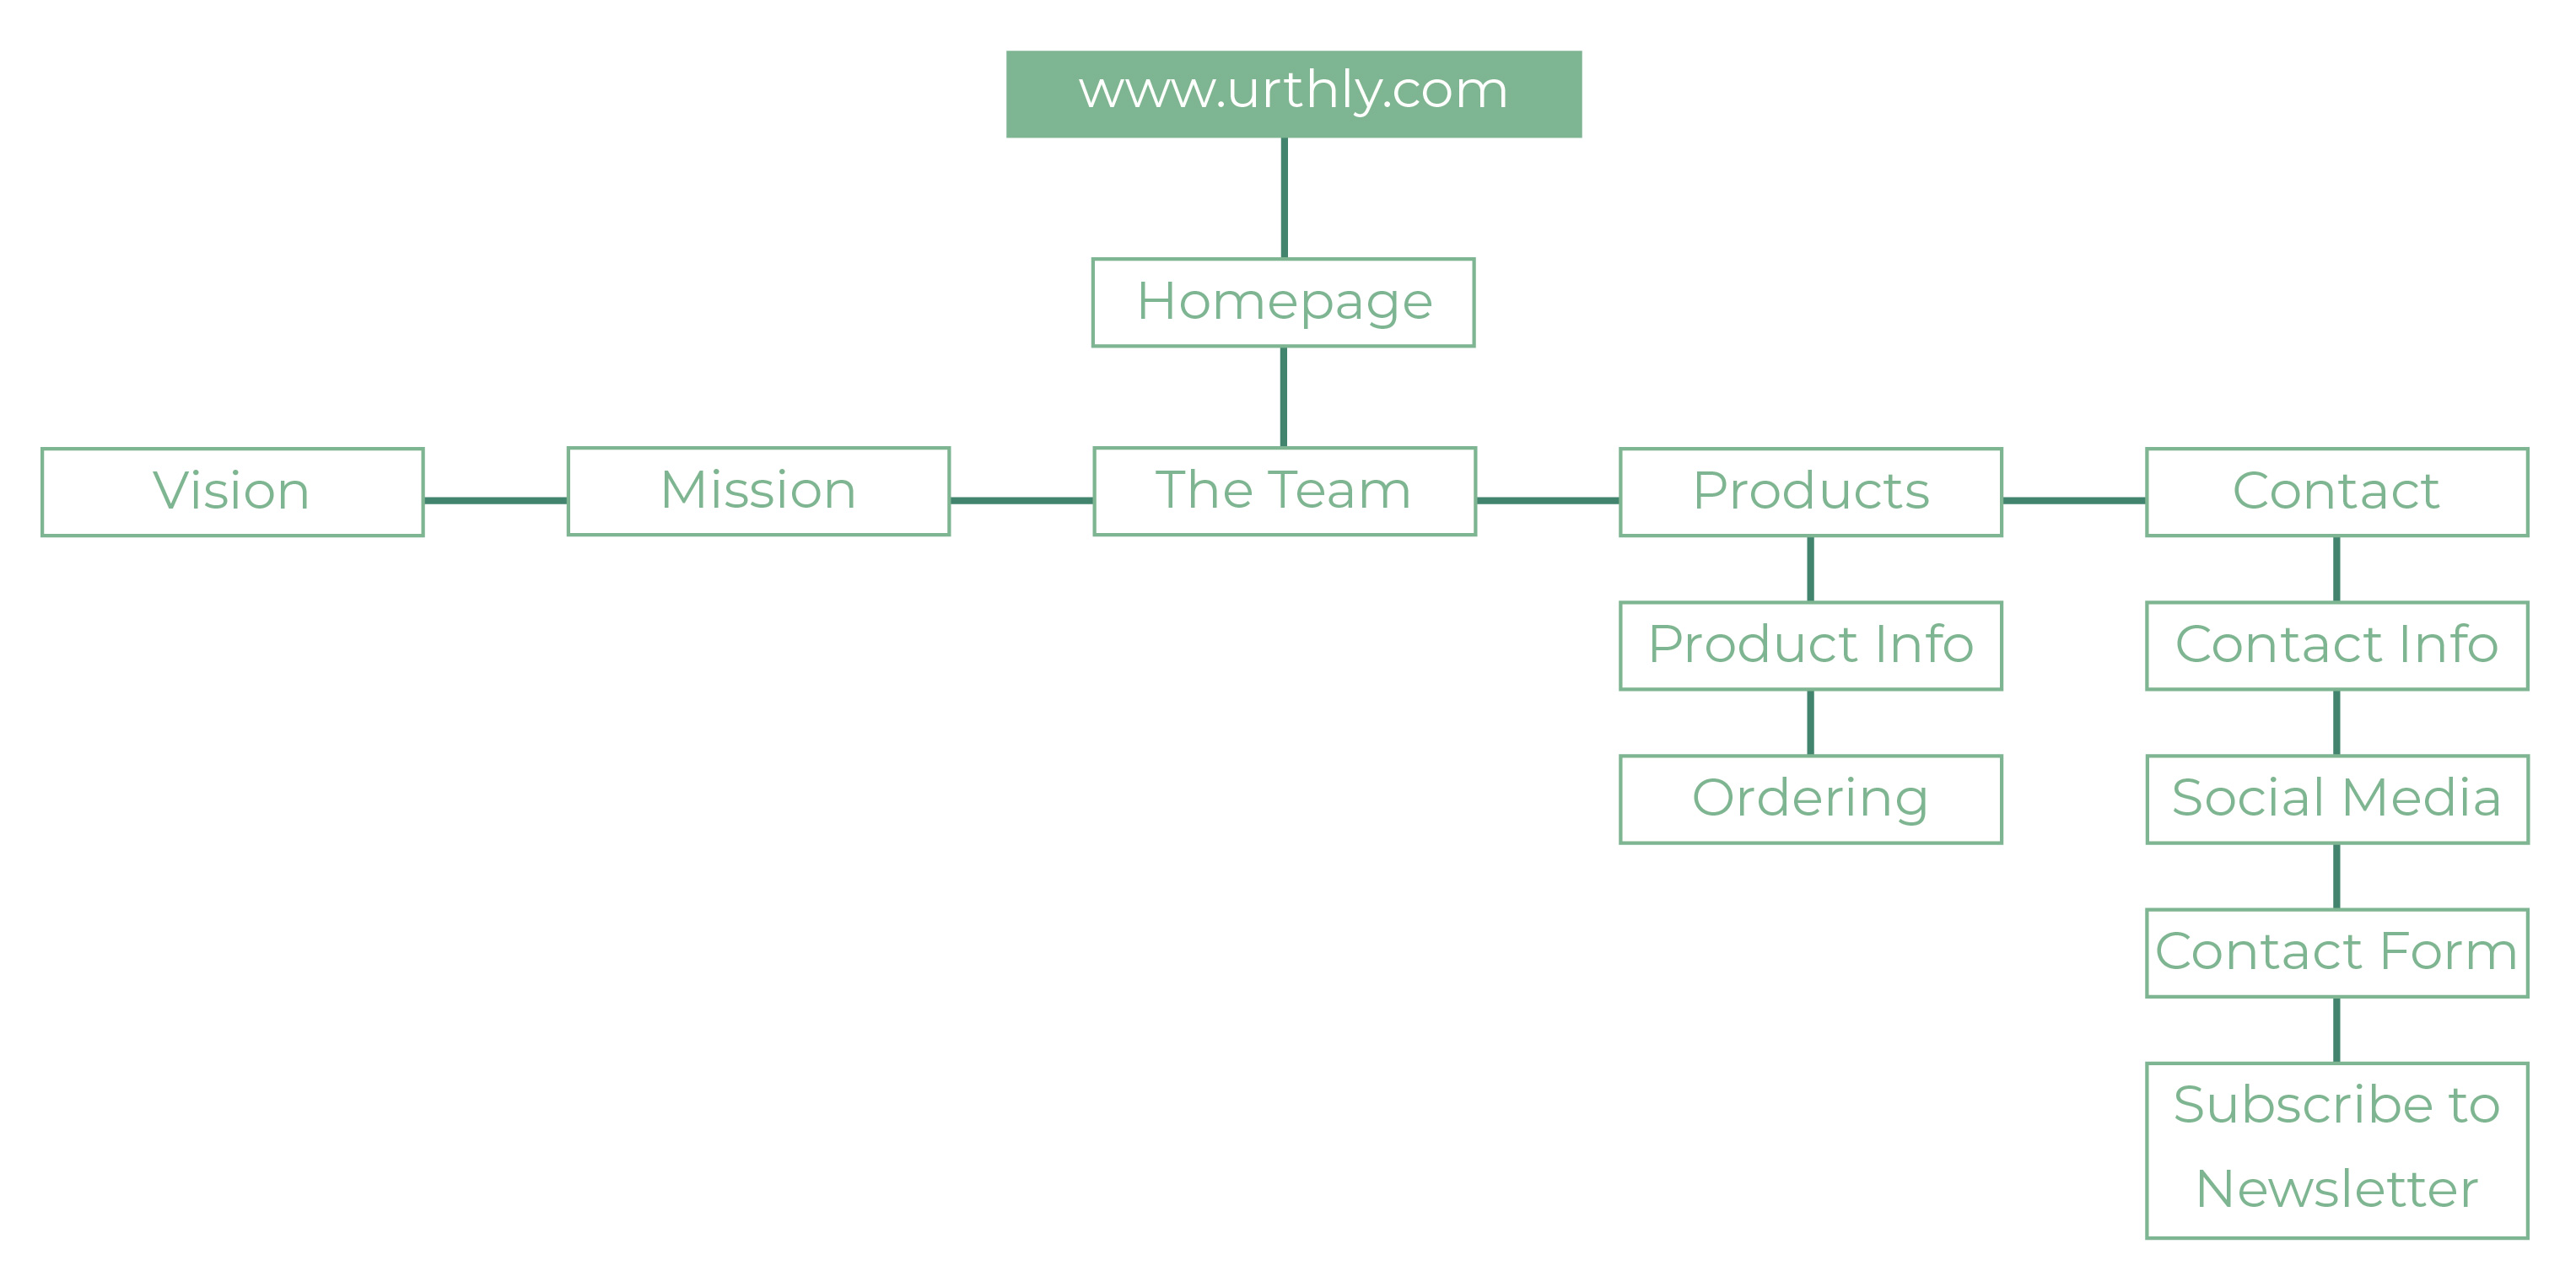 www.urthly.com
Homepage
Vision
Mission
The Team
Products
Contact
Product Info
Contact Info
Ordering
Social Media
Contact Form
Subscribe to
Newsletter